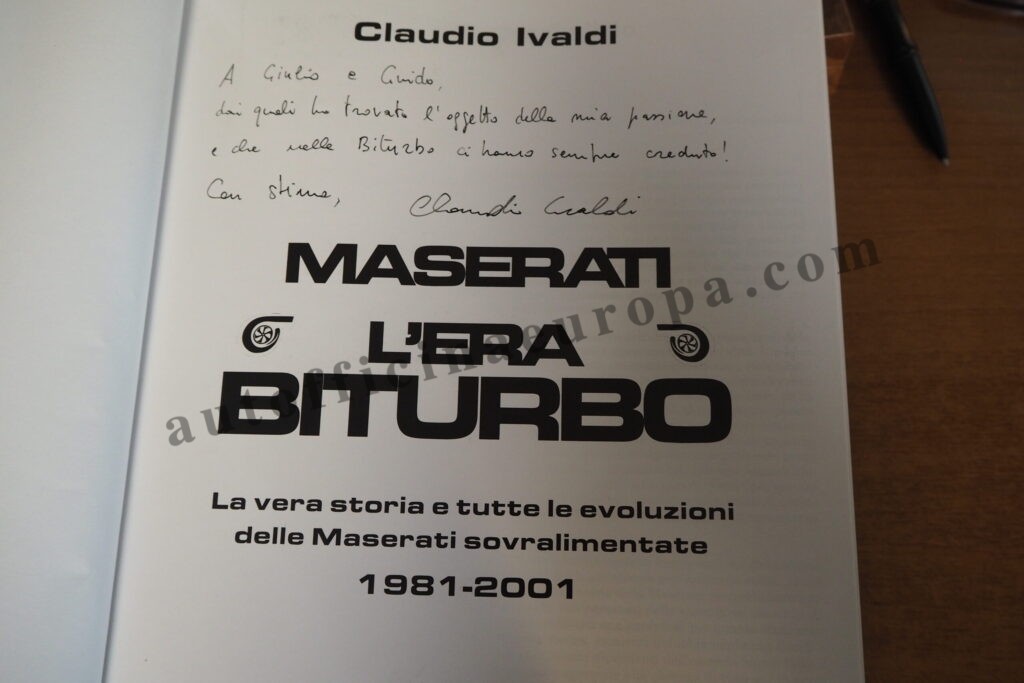 Claudio Ivaldi
A Giulio e Guido,
dai quali ho trovato l'oggetto della mia passione,
e che nelle Biturbo ci hanno sempre creduto!
Con stima,
Claudio Ivaldi
MASERATI
L'ERA
BITURBO
autofficinaeuropa.com
La vera storia e tutte le evoluzioni
delle Maserati sovralimentate
1981-2001